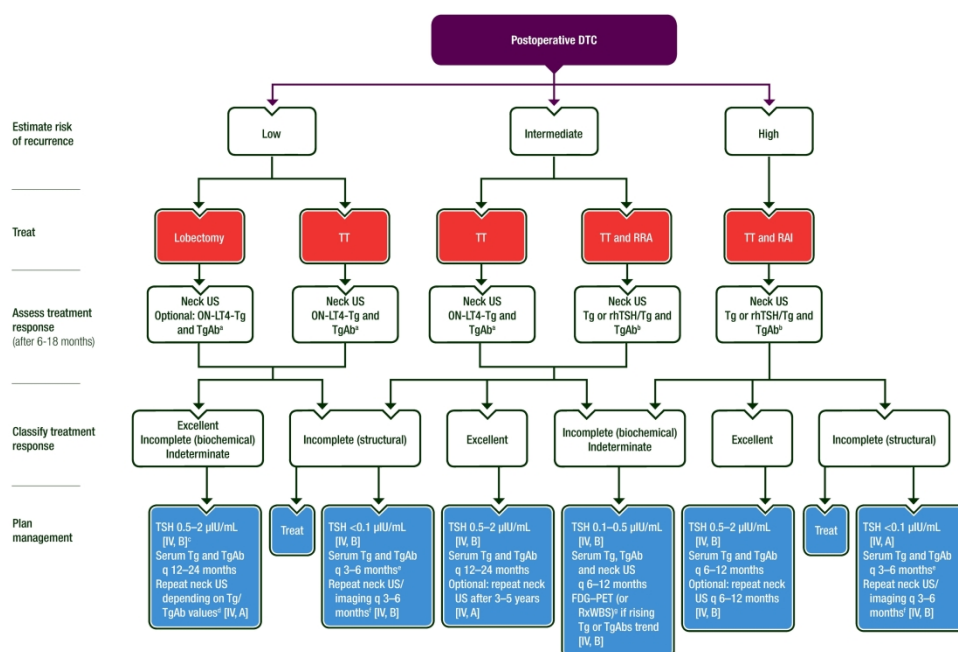 Postoperative DTC
Estimate risk
of recurrence
Low
Intermediate
High
Treat
Lobectomy
TT
TT
TT and RRA
TT and RAI
Assess treatment
response
(after 6-18 months)
Neck US
Optional: ON-LT4-Tg
and TgAbᵃ
Neck US
ON-LT4-Tg and
TgAbᵃ
Neck US
ON-LT4-Tg and
TgAbᵃ
Neck US
Tg or rhTSH/Tg and
TgAbᵇ
Neck US
Tg or rhTSH/Tg and
TgAbᵇ
Classify treatment
response
Excellent
Incomplete (biochemical)
Indeterminate
Incomplete (structural)
Excellent
Incomplete (biochemical)
Indeterminate
Excellent
Incomplete (structural)
Plan
management
TSH 0.5–2 µIU/mL
[IV, B]ᶜ
Serum Tg and TgAb
q 12–24 months
Repeat neck US
depending on Tg/
TgAb valuesᵈ [IV, A]
Treat
TSH <0.1 µIU/mL
[IV, B]
Serum Tg and TgAb
q 3–6 monthsᵉ
Repeat neck US/
imaging q 3–6
monthsᶠ [IV, B]
TSH 0.5–2 µIU/mL
[IV, B]
Serum Tg and TgAb
q 12–24 months
Optional: repeat neck
US after 3–5 years
[IV, A]
TSH 0.1–0.5 µIU/mL
[IV, B]
Serum Tg, TgAb
and neck US
q 6–12 months
FDG–PET (or
RxWBS)ᵍ if rising
Tg or TgAbs trend
[IV, B]
TSH 0.5–2 µIU/mL
[IV, B]
Serum Tg and TgAb
q 6–12 months
Optional: repeat neck
US q 6–12 months
[IV, B]
Treat
TSH <0.1 µIU/mL
[IV, A]
Serum Tg and TgAb
q 3–6 monthsᵉ
Repeat neck US/
imaging q 3–6
monthsᶠ [IV, B]